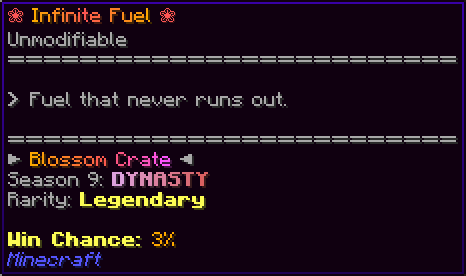 ❀ Infinite Fuel ❀
Unmodifiable
==============================
> Fuel that never runs out.
==============================
► Blossom Crate ◄
Season 9: DYNASTY
Rarity: Legendary
Win Chance: 3%
Minecraft